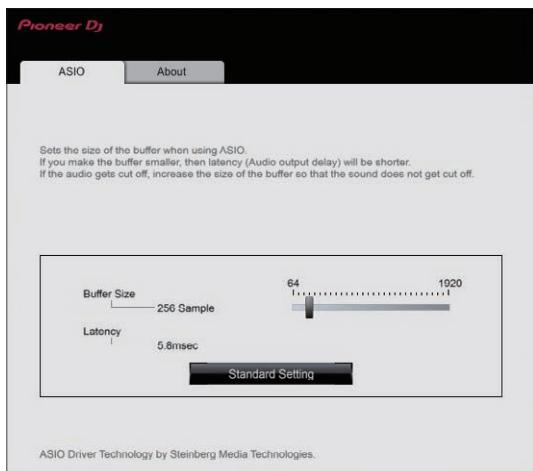 Pioneer Dj
ASIO
About
Sets the size of the buffer when using ASIO.
If you make the buffer smaller, then latency (Audio output delay) will be shorter.
If the audio gets cut off, increase the size of the buffer so that the sound does not get cut off.
64
1920
Buffer Size
256 Sample
Latency
5.8msec
Standard Setting
ASIO Driver Technology by Steinberg Media Technologies.